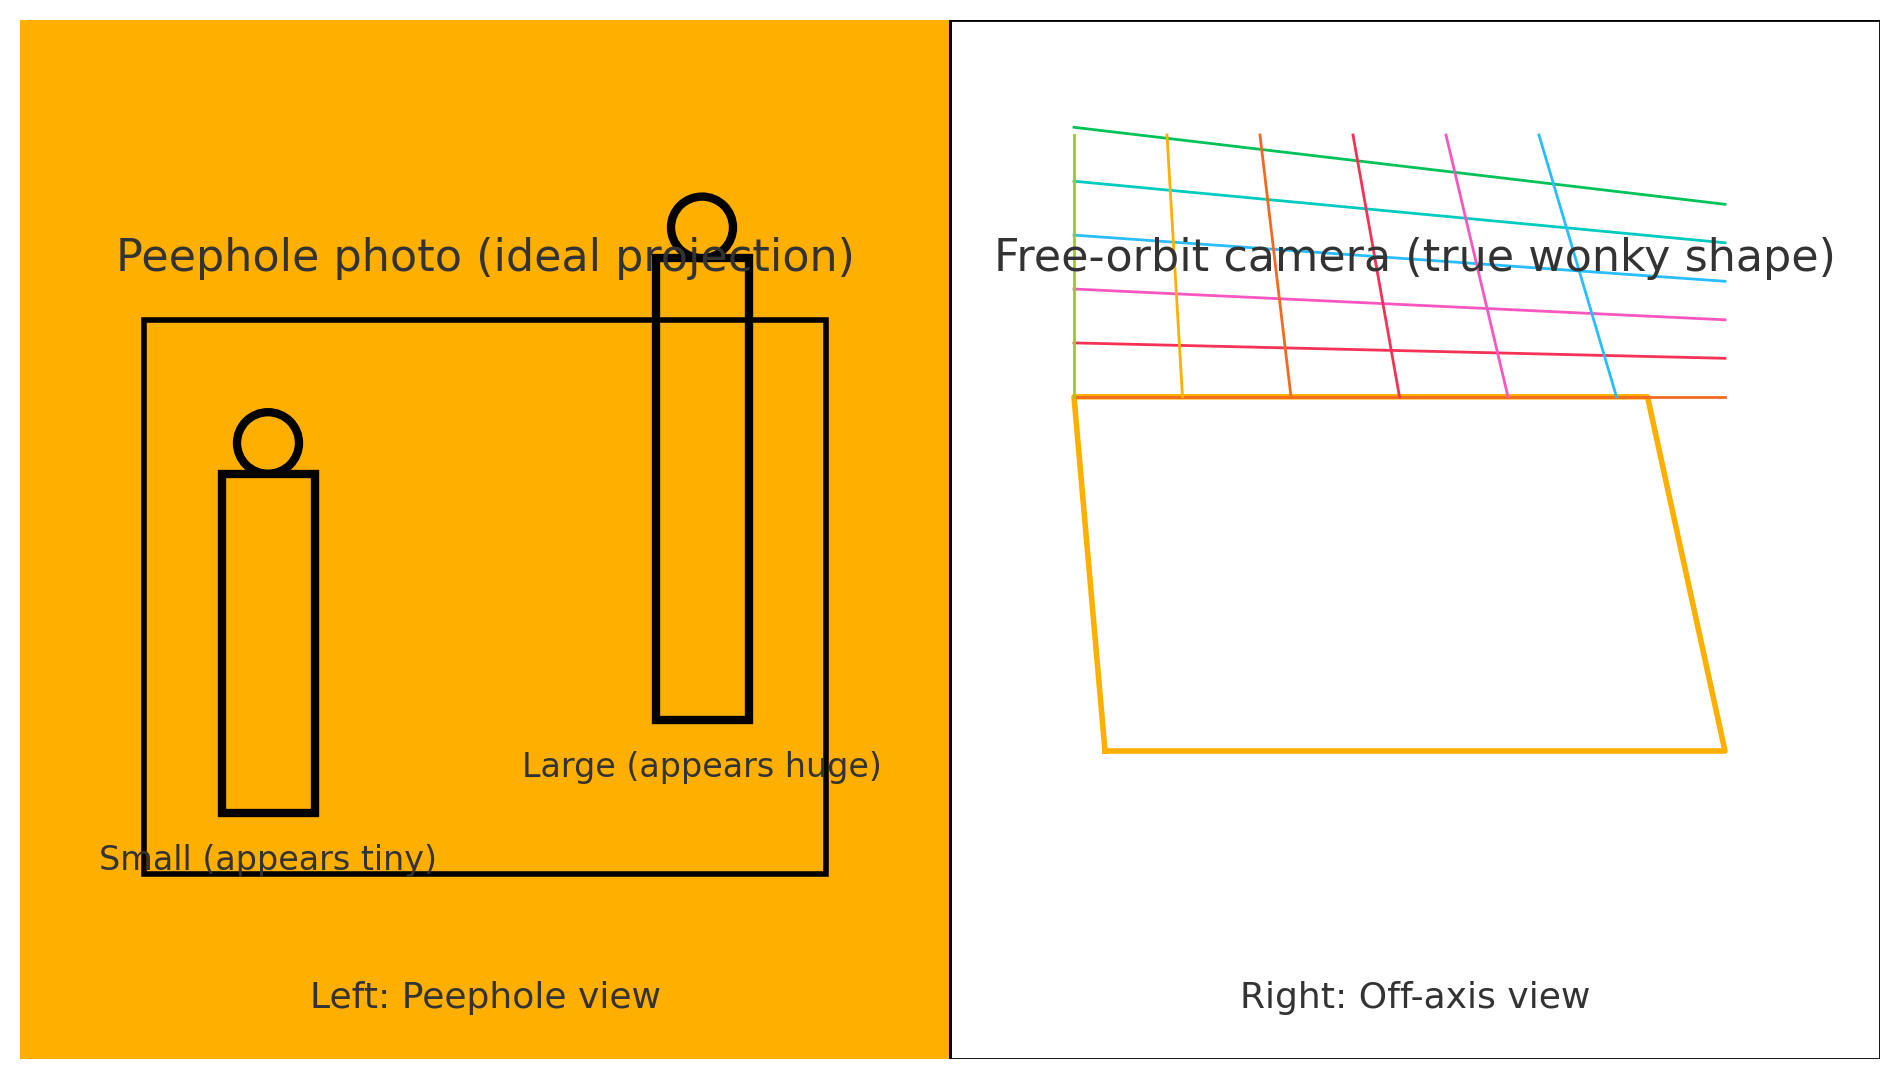 Peephole photo (ideal projection)
Large (appears huge)
Small (appears tiny)
Left: Peephole view
Free-orbit camera (true wonky shape)
Right: Off-axis view